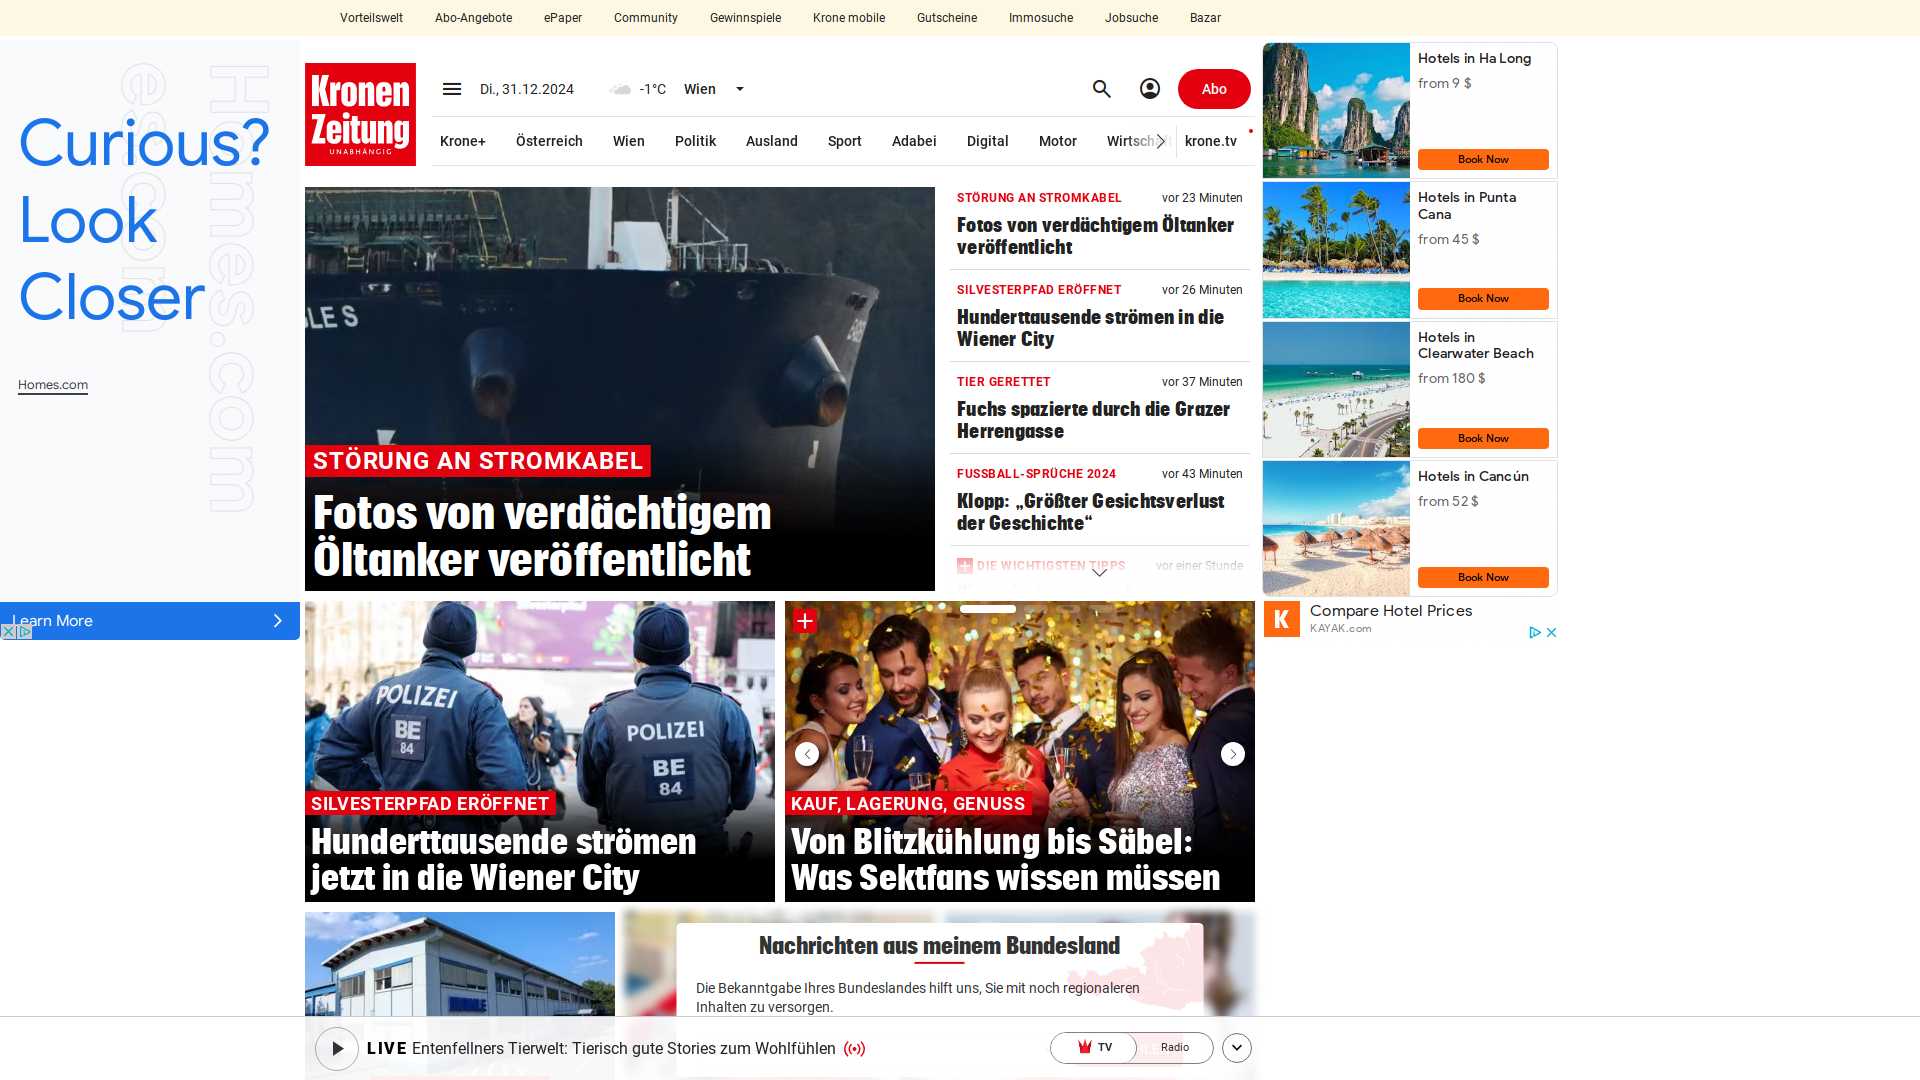 Vorteilswelt
Abo-Angebote
ePaper
Community
Gewinnspiele
Krone mobile
Gutscheine
Immosuche
Jobsuche
Bazar
Homes.com
Curious?
Look
Closer
Homes.com
Learn More
Kronen
Zeitung
UNABHÄNGIG
Di., 31.12.2024
-1°C
Wien
Abo
Krone+
Österreich
Wien
Politik
Ausland
Sport
Adabei
Digital
Motor
Wirtschaft
krone.tv
STÖRUNG AN STROMKABEL
Fotos von verdächtigem
Öltanker veröffentlicht
STÖRUNG AN STROMKABEL
vor 23 Minuten
Fotos von verdächtigem Öltanker
veröffentlicht
SILVESTERPFAD ERÖFFNET
vor 26 Minuten
Hunderttausende strömen in die
Wiener City
TIER GERETTET
vor 37 Minuten
Fuchs spazierte durch die Grazer
Herrengasse
FUSSBALL-SPRÜCHE 2024
vor 43 Minuten
Klopp: „Größter Gesichtsverlust
der Geschichte“
DIE WICHTIGSTEN TIPPS
vor einer Stunde
POLIZEI
BE
84
POLIZEI
BE
84
SILVESTERPFAD ERÖFFNET
Hunderttausende strömen
jetzt in die Wiener City
KAUF, LAGERUNG, GENUSS
Von Blitzkühlung bis Säbel:
Was Sektfans wissen müssen
Nachrichten aus meinem Bundesland
Die Bekanntgabe Ihres Bundeslandes hilft uns, Sie mit noch regionaleren
Inhalten zu versorgen.
LIVE Entenfellners Tierwelt: Tierisch gute Stories zum Wohlfühlen
TV
Radio
Hotels in Ha Long
from 9 $
Book Now
Hotels in Punta
Cana
from 45 $
Book Now
Hotels in
Clearwater Beach
from 180 $
Book Now
Hotels in Cancún
from 52 $
Book Now
K
Compare Hotel Prices
KAYAK.com